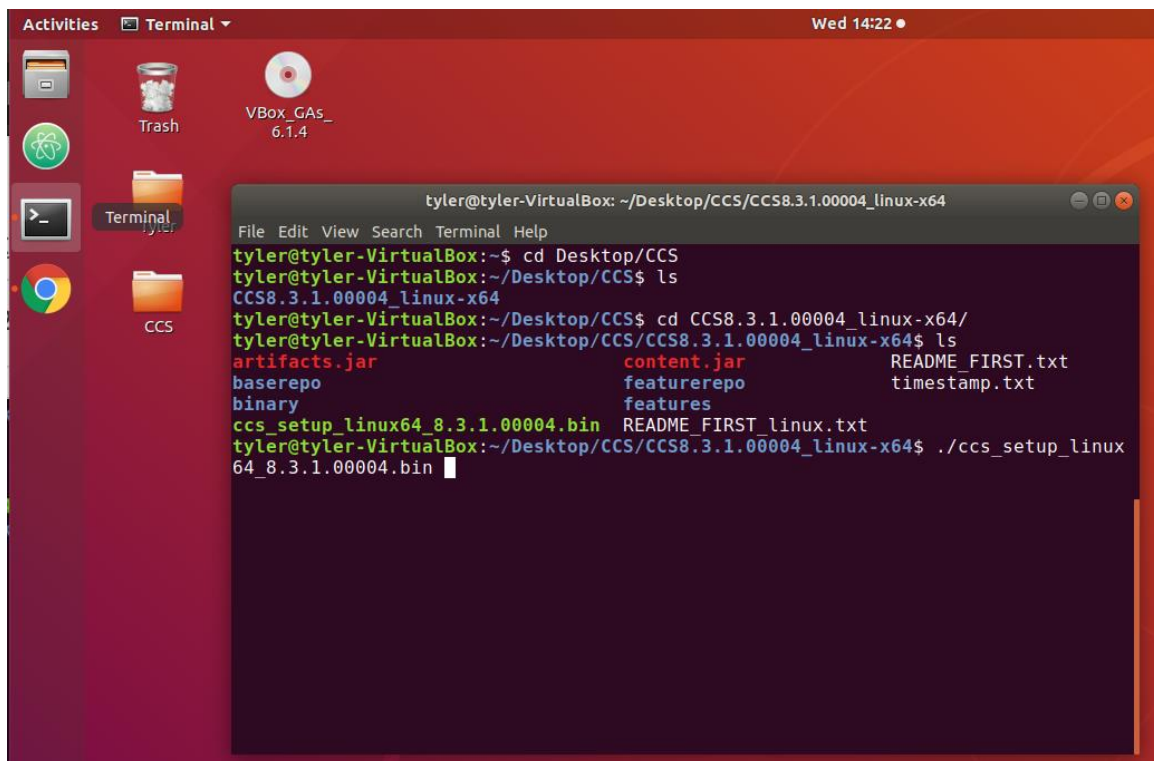 Activities Terminal Wed 14:22
Trash
VBox_GAs_
6.1.4
Terminal
Tyler
CCS
tyler@tyler-VirtualBox: ~/Desktop/CCS/CCS8.3.1.00004_linux-x64
File Edit View Search Terminal Help
tyler@tyler-VirtualBox:~$ cd Desktop/CCS
tyler@tyler-VirtualBox:~/Desktop/CCS$ ls
CCS8.3.1.00004_linux-x64
tyler@tyler-VirtualBox:~/Desktop/CCS$ cd CCS8.3.1.00004_linux-x64/
tyler@tyler-VirtualBox:~/Desktop/CCS/CCS8.3.1.00004_linux-x64$ ls
artifacts.jar content.jar README_FIRST.txt
baserepo featurerepo timestamp.txt
binary features
ccs_setup_linux64_8.3.1.00004.bin README_FIRST_linux.txt
tyler@tyler-VirtualBox:~/Desktop/CCS/CCS8.3.1.00004_linux-x64$ ./ccs_setup_linux
64_8.3.1.00004.bin